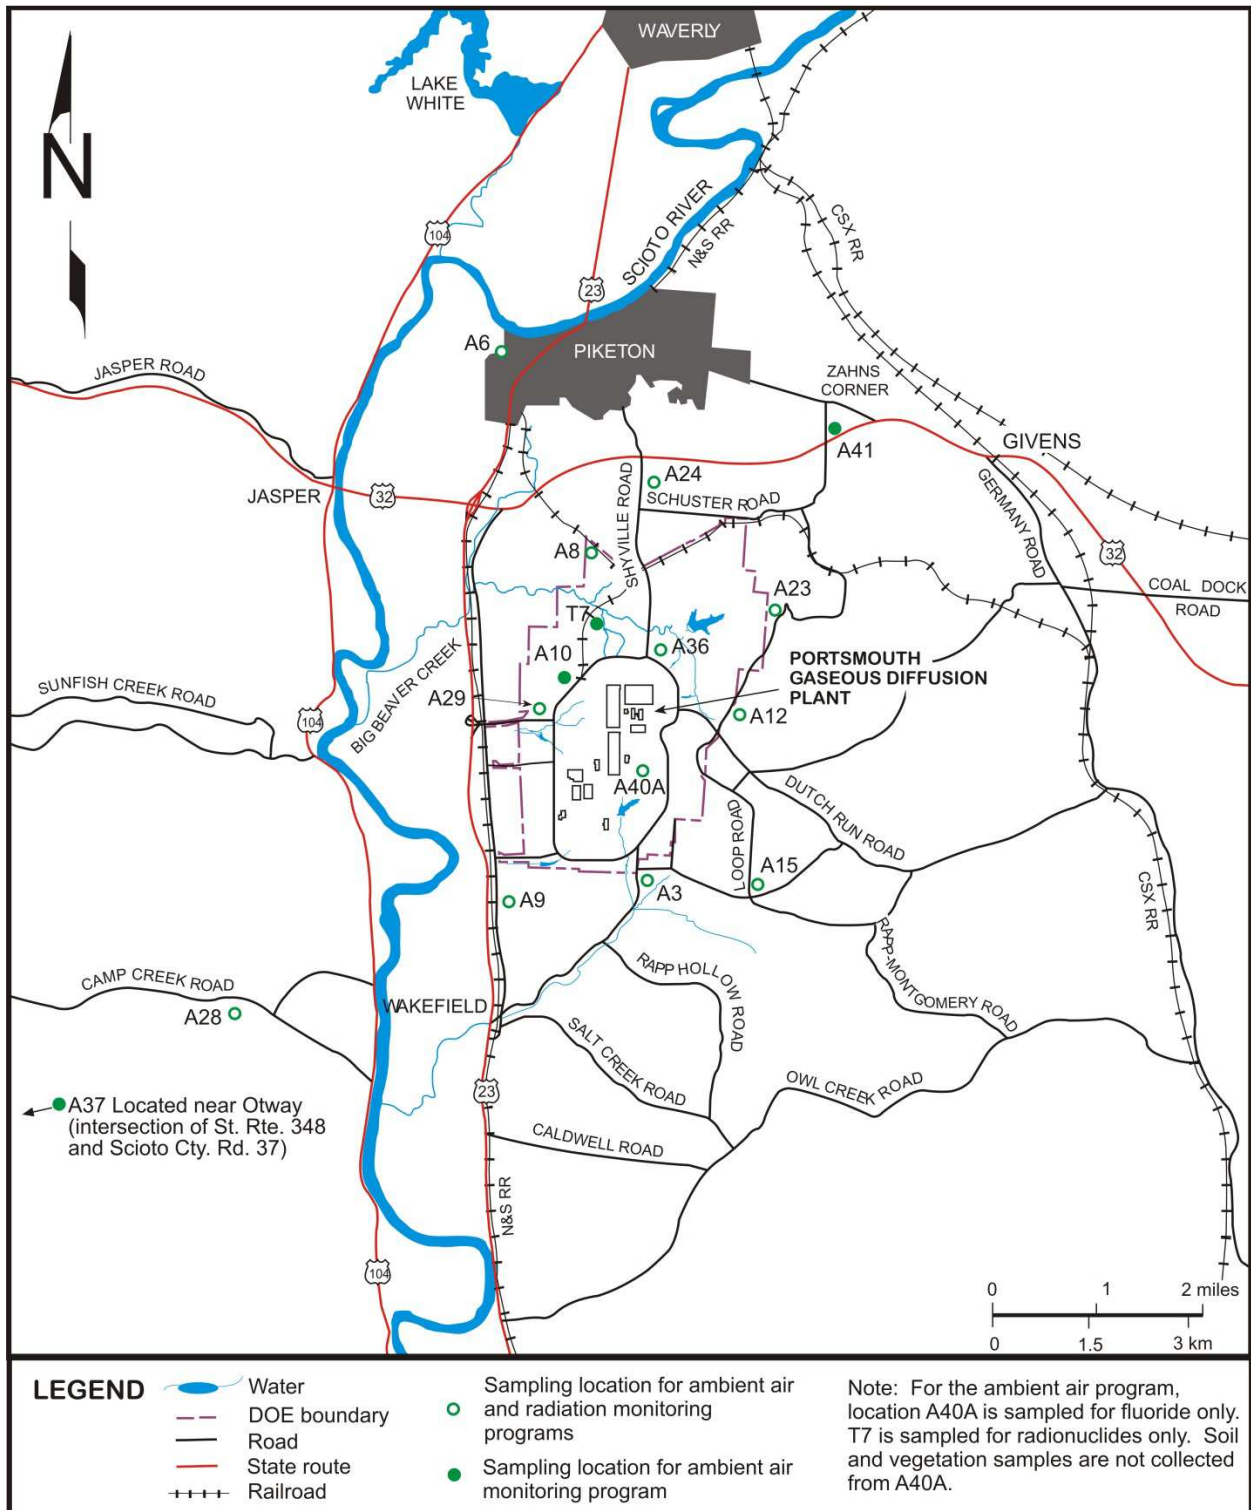 WAVERLY
LAKE
WHITE
N
SCIOTO RIVER
N&S RR
CSX RR
104
23
A6
PIKETON
JASPER ROAD
ZAHNS
CORNER
A41
GIVENS
A24
SCHUSTER ROAD
SHYVILLE ROAD
JASPER
32
GERMANY ROAD
32
A8
COAL DOCK
ROAD
A23
T7
A36
A10
PORTSMOUTH
GASEOUS DIFFUSION
PLANT
SUNFISH CREEK ROAD
BIG BEAVER CREEK
A29
104
A12
A40A
DUTCH RUN ROAD
LOOP ROAD
A15
A3
A9
CSX RR
RAPP-MONTGOMERY ROAD
RAPP HOLLOW ROAD
CAMP CREEK ROAD
A28
WAKEFIELD
SALT CREEK ROAD
OWL CREEK ROAD
23
A37 Located near Otway
(intersection of St. Rte. 348
and Scioto Cty. Rd. 37)
CALDWELL ROAD
N&S RR
104
0 1 2 miles
0 1.5 3 km
LEGEND
Water
DOE boundary
Road
State route
Railroad
Sampling location for ambient air
and radiation monitoring
programs
Sampling location for ambient air
monitoring program
Note: For the ambient air program,
location A40A is sampled for fluoride only.
T7 is sampled for radionuclides only. Soil
and vegetation samples are not collected
from A40A.